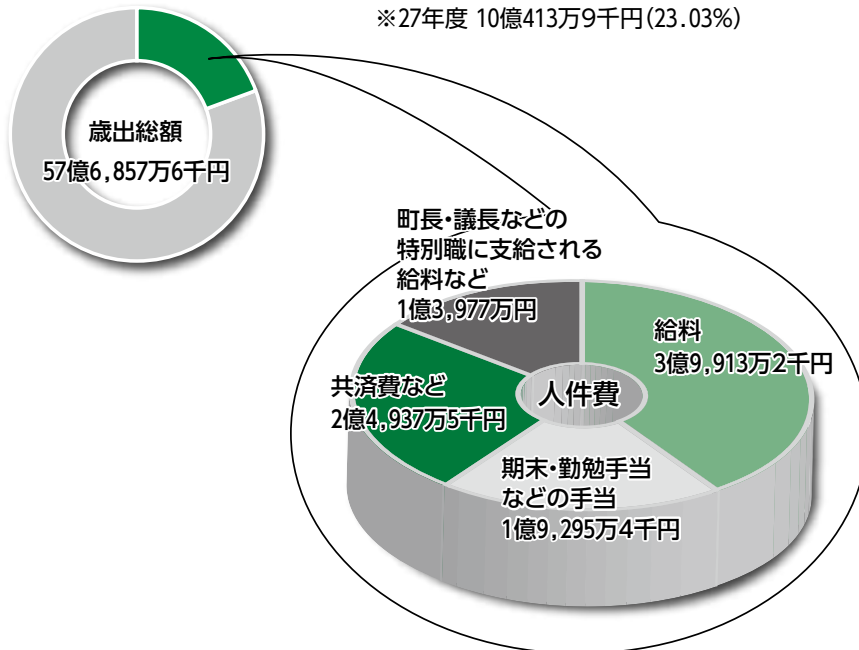 ※27年度 10億413万9千円(23.03%)
歳出総額
57億6,857万6千円
町長・議長などの
特別職に支給される
給料など
1億3,977万円
給料
3億9,913万2千円
共済費など
2億4,937万5千円
人件費
期末・勤勉手当
などの手当
1億9,295万4千円